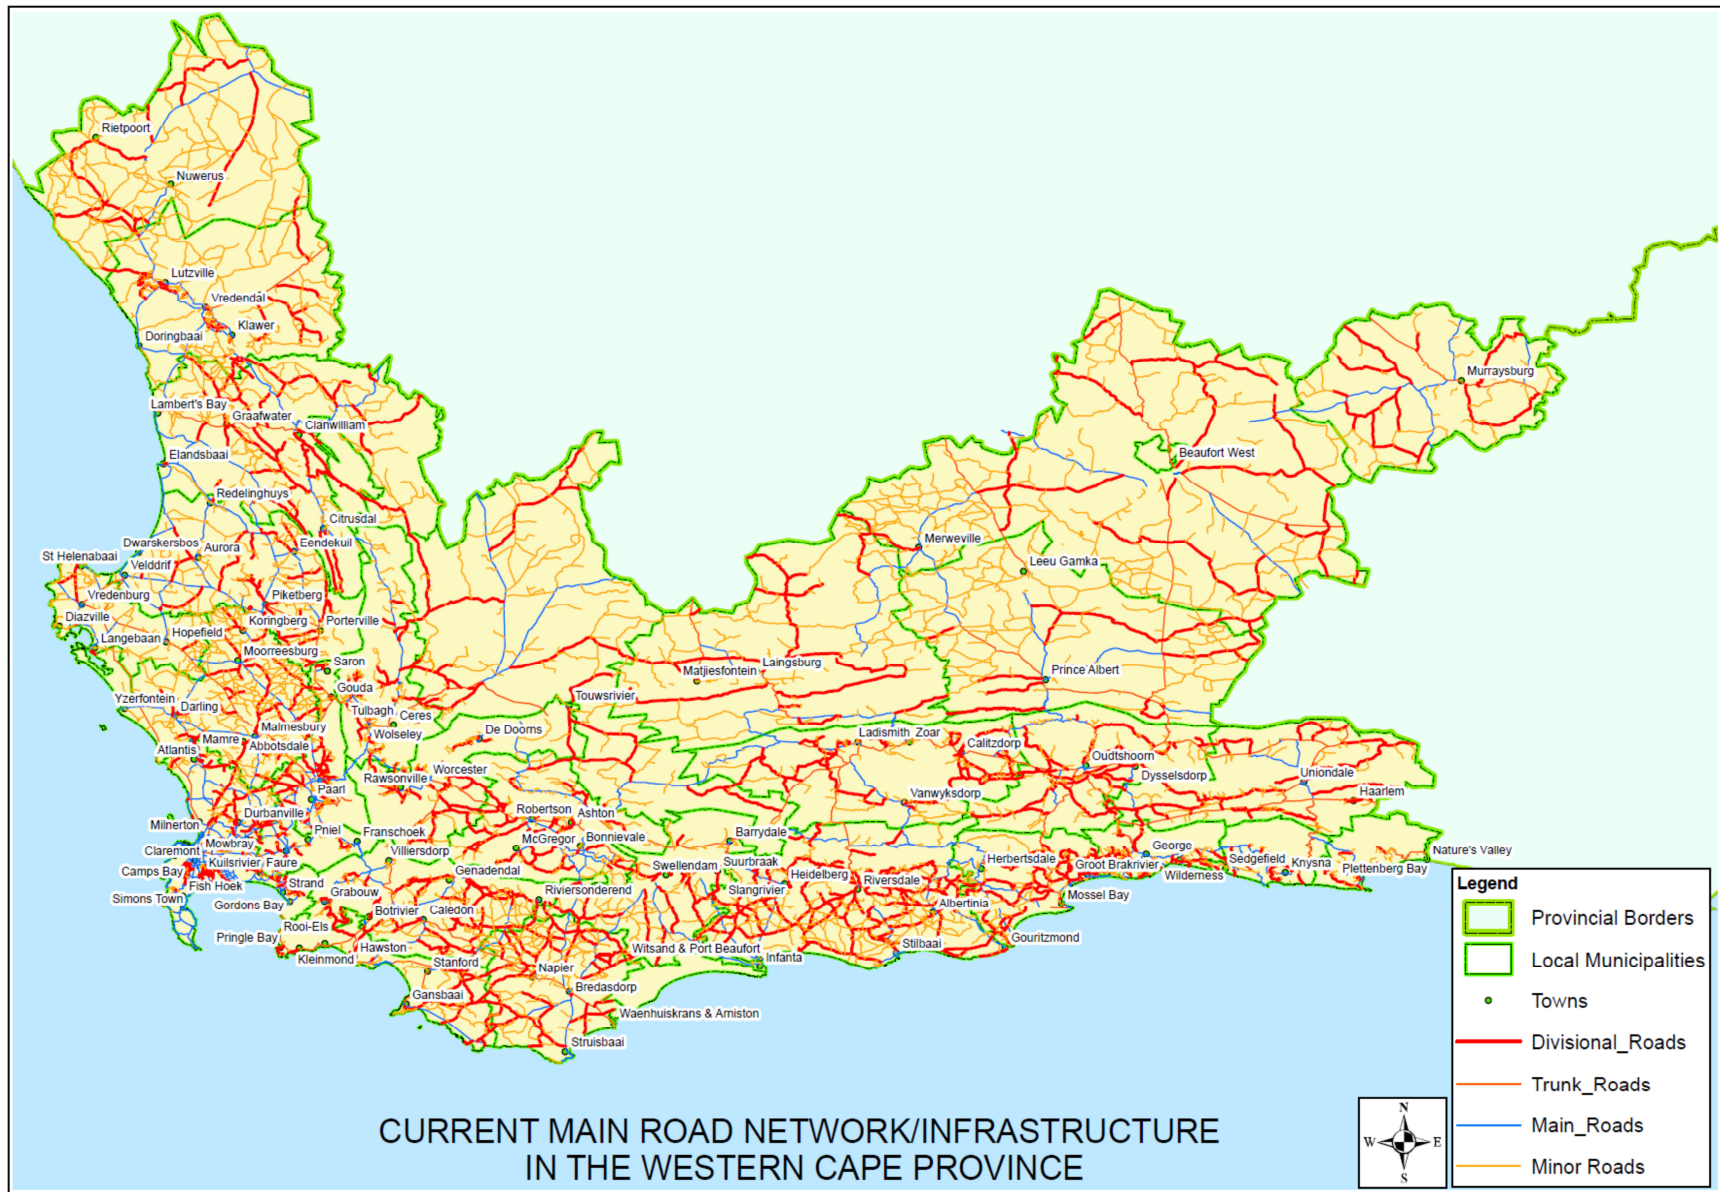 Rietpoort
Nuwerus
Lutzville
Vredendal
Klawer
Doringbaai
Murraysburg
Lambert's Bay
Graafwater
Clanwilliam
Elandsbaai
Beaufort West
Redelinghuys
Citrusdal
Dwarskersbos
Aurora
Eendekuil
Merweville
St Helenabaai
Velddrif
Leeu Gamka
Vredenburg
Piketberg
Diazville
Koringberg
Porterville
Langebaan
Hopefield
Moorreesburg
Saron
Matjiesfontein
Laingsburg
Prince Albert
Gouda
Touwsrivier
Yzerfontein
Darling
Tulbagh
Ceres
Malmesbury
Wolseley
De Doorns
Ladismith
Zoar
Mamre
Abbotsdale
Calitzdorp
Atlantis
Oudtshoorn
Rawsonville
Worcester
Dysselsdorp
Uniondale
Paarl
Haarlem
Vanwyksdorp
Durbanville
Robertson
Ashton
Milnerton
Pniel
Franschoek
McGregor
Bonnievale
Barrydale
Mowbray
Claremont
Villiersdorp
George
Nature's Valley
Kuilsrivier
Faure
Swellendam
Suurbraak
Herbertsdale
Groot Brakrivier
Sedgefield
Knysna
Camps Bay
Genadendal
Heidelberg
Wilderness
Plettenberg Bay
Fish Hoek
Strand
Grabouw
Riviersonderend
Slangrivier
Riversdale
Mossel Bay
Simons Town
Gordons Bay
Botrivier
Caledon
Albertinia
Rooi-Els
Pringle Bay
Hawston
Witsand & Port Beaufort
Stilbaai
Gouritzmond
Kleinmond
Stanford
Napier
Infanta
Gansbaai
Bredasdorp
Waenhuiskrans & Arniston
Struisbaai
Legend
Provincial Borders
Local Municipalities
Towns
Divisional_Roads
Trunk_Roads
Main_Roads
Minor Roads
N
W
E
S
CURRENT MAIN ROAD NETWORK/INFRASTRUCTURE
IN THE WESTERN CAPE PROVINCE